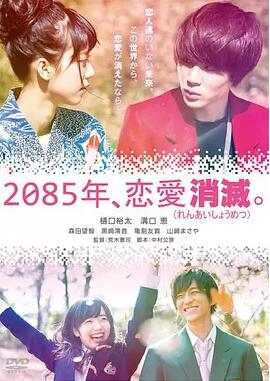 恋人達のいない未来。
この世界から、
恋愛が消えたなら…
2085年、恋愛消滅。
(れんあいしょうめつ)
樋口裕太 溝口恵
森田望智 黒崎澪音 亀割友貴 山崎まさや
監督:荒木憲司 脚本:中村公彦
DVD